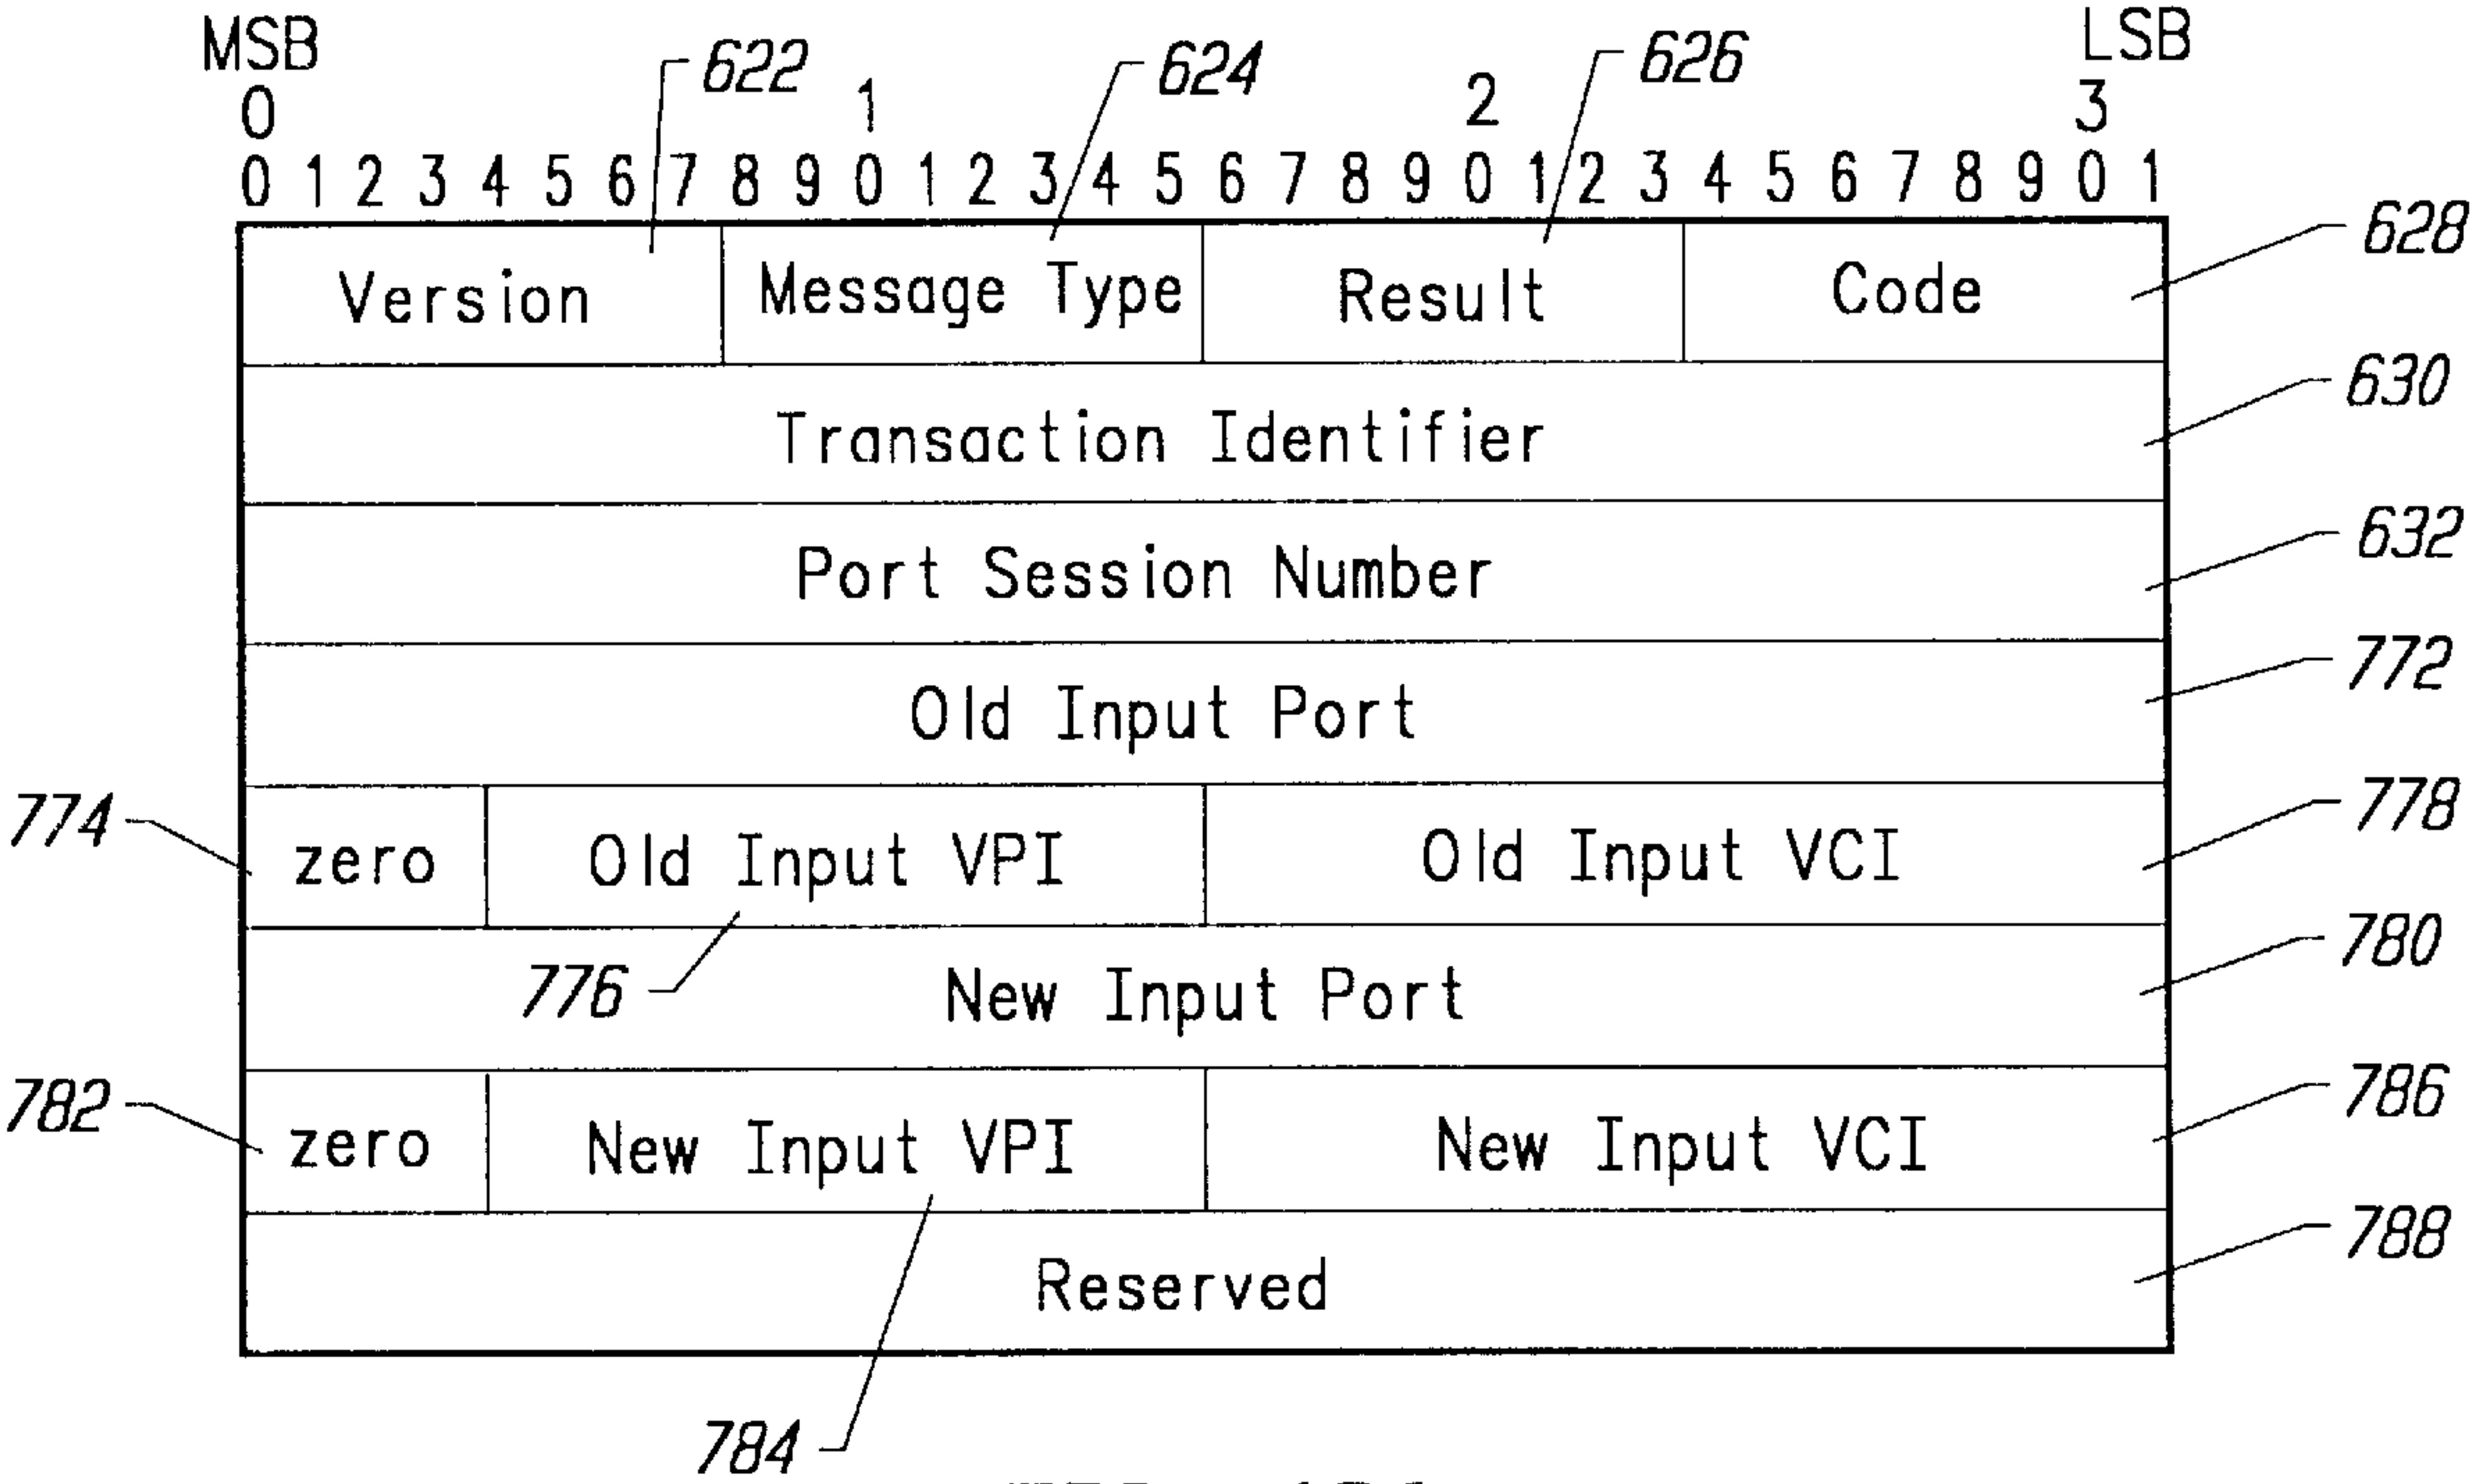 MSB LSB
622 624 626
0 1 2 3
0 1 2 3 4 5 6 7 8 9 0 1 2 3 4 5 6 7 8 9 0 1 2 3 4 5 6 7 8 9 0 1
Version Message Type Result Code 628
Transaction Identifier 630
Port Session Number 632
Old Input Port 772
774 zero Old Input VPI Old Input VCI 778
776 New Input Port 780
782 zero New Input VPI New Input VCI 786
Reserved 788
784